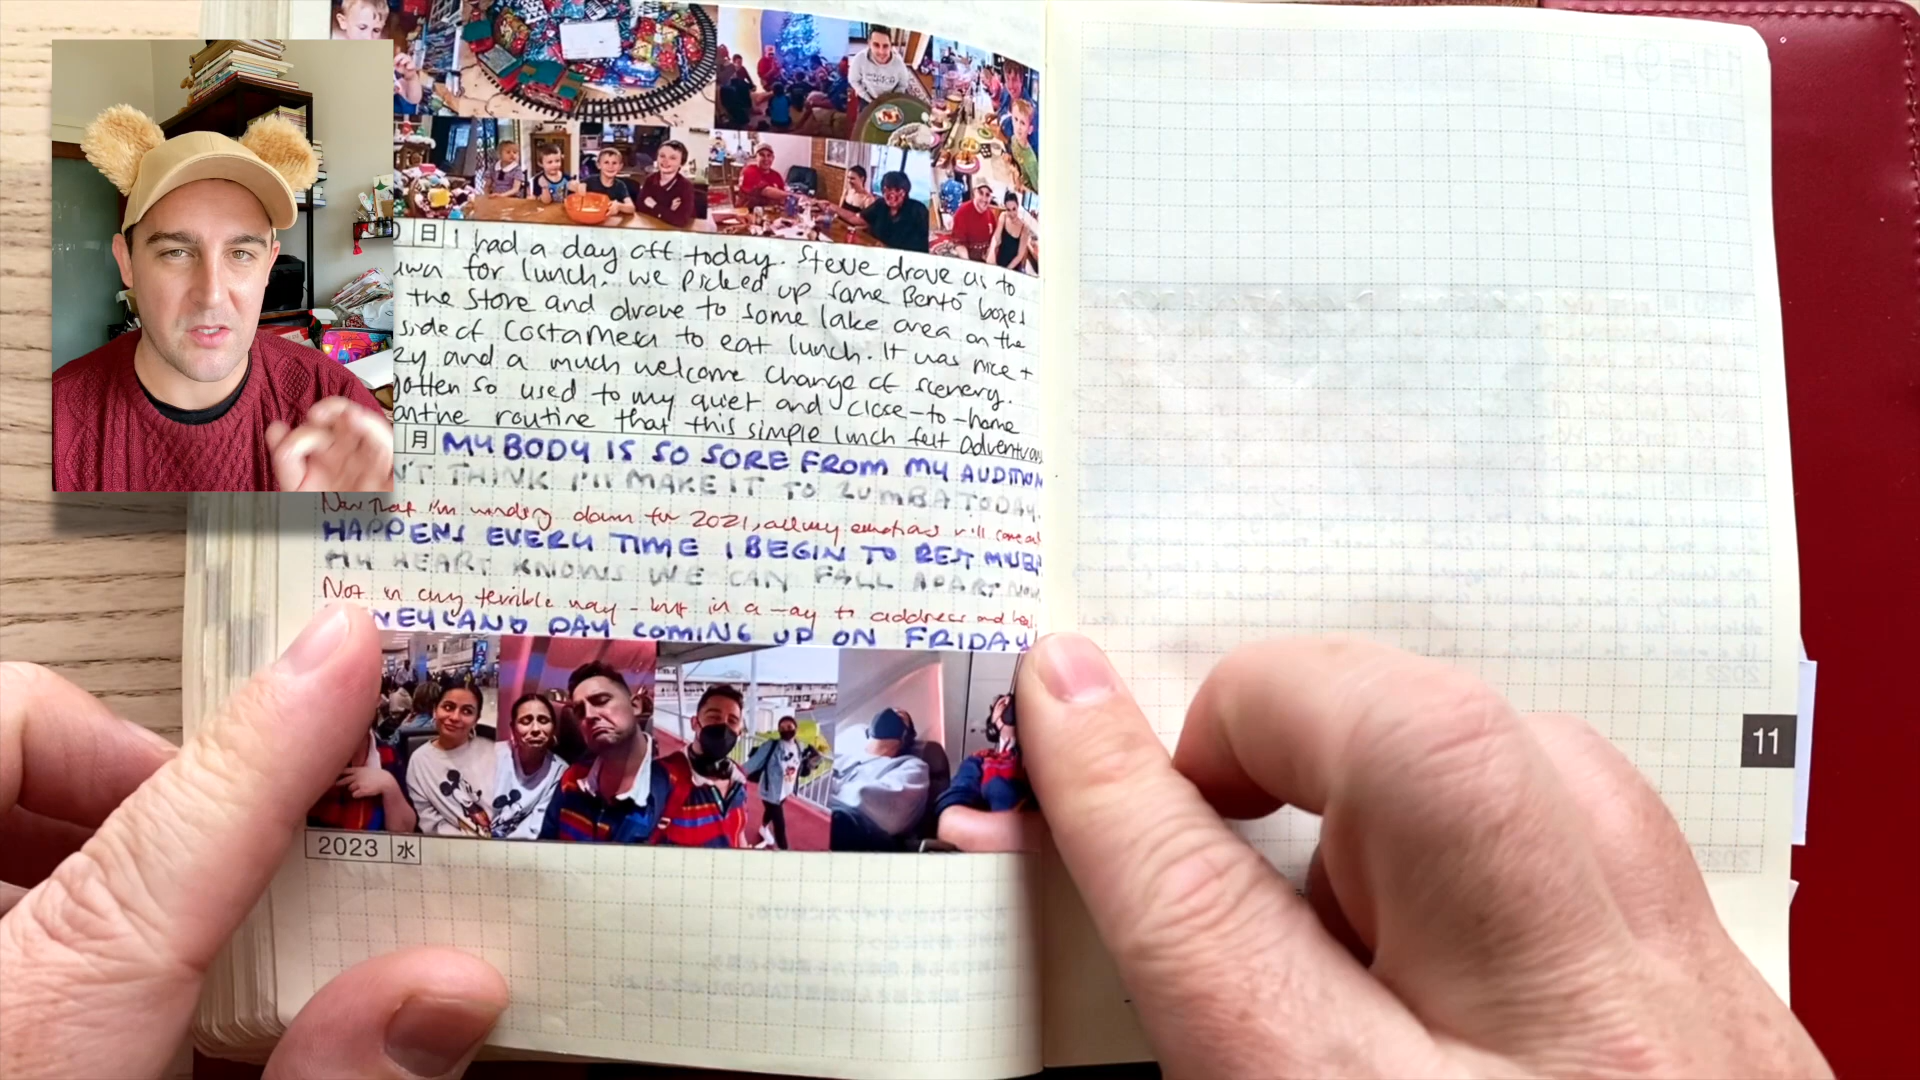 日 I had a day off today. Steve drove us to
for lunch. we picked up some Bento boxes
the store and drove to some lake area on the
side of Costa Mesa to eat lunch. It was nice +
zy and a much welcome change of scenery.
gotten so used to my quiet and close-to-home
antine routine that this simple lunch felt adventurous
月 MY BODY IS SO SORE FROM MY AUDITION
N'T THINK I'll MAKE IT TO ZUMBA TODAY.
Now that I'm winding down for 2021, all my emotions will come out
HAPPENS EVERY TIME I BEGIN TO REST MUSt
MY HEART KNOWS WE CAN FALL APART NOW.
Not in any terrible way - but in a way to address and heal.
NEYLAND DAY COMING UP ON FRIDAY!
2023 水
11